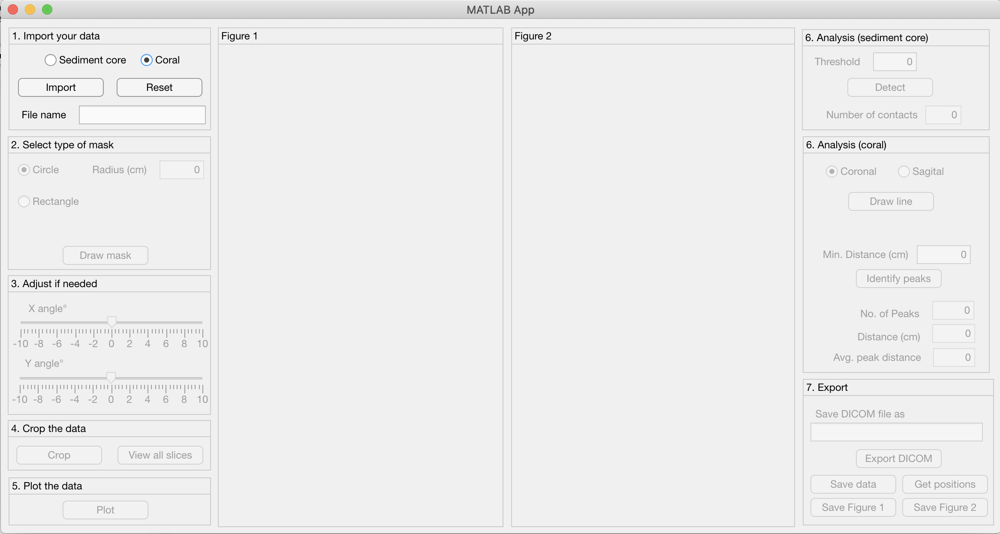 MATLAB App
1. Import your data
Sediment core Coral
Import Reset
File name
2. Select type of mask
Circle Radius (cm) 0
Rectangle
Draw mask
3. Adjust if needed
X angle°
-10 -8 -6 -4 -2 0 2 4 6 8 10
Y angle°
-10 -8 -6 -4 -2 0 2 4 6 8 10
4. Crop the data
Crop View all slices
5. Plot the data
Plot
Figure 1
Figure 2
6. Analysis (sediment core)
Threshold 0
Detect
Number of contacts 0
6. Analysis (coral)
Coronal Sagital
Draw line
Min. Distance (cm) 0
Identify peaks
No. of Peaks 0
Distance (cm) 0
Avg. peak distance 0
7. Export
Save DICOM file as
Export DICOM
Save data Get positions
Save Figure 1 Save Figure 2